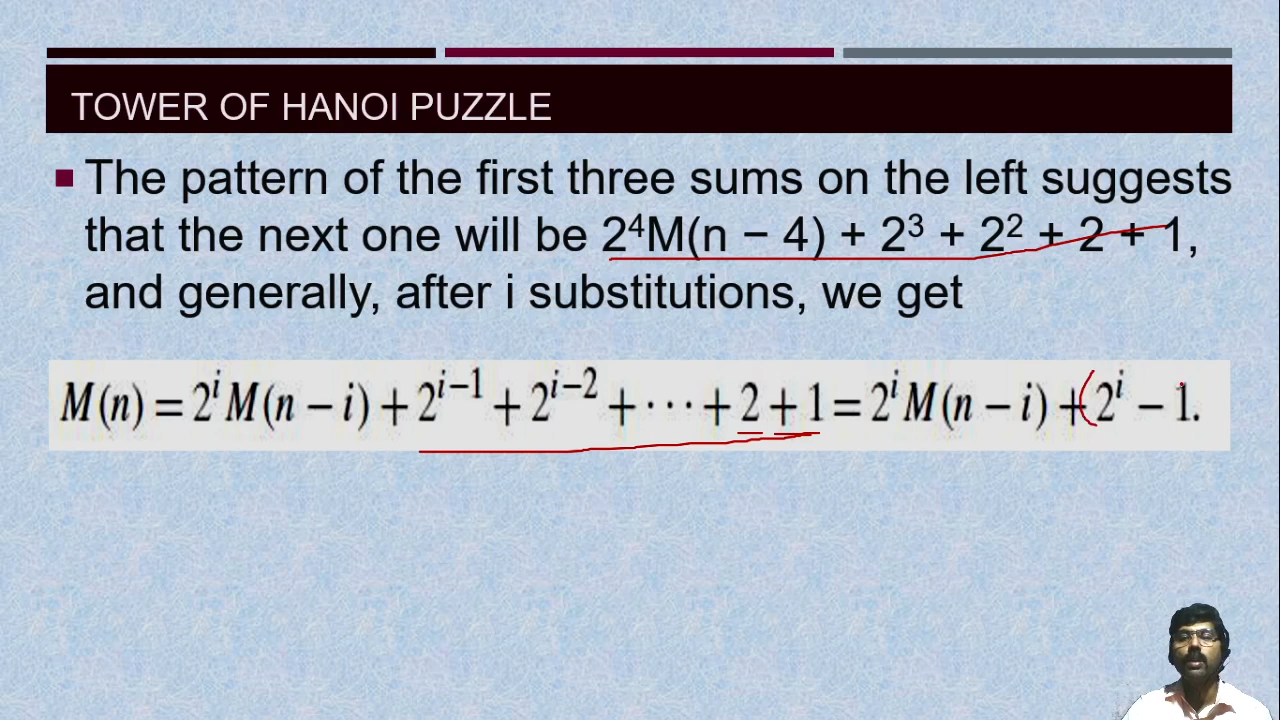 TOWER OF HANOI PUZZLE
The pattern of the first three sums on the left suggests
that the next one will be 2⁴M(n − 4) + 2³ + 2² + 2 + 1,
and generally, after i substitutions, we get
M(n) = 2ⁱM(n − i) + 2ⁱ⁻¹ + 2ⁱ⁻² + ··· + 2 + 1 = 2ⁱM(n − i) + 2ⁱ − 1.